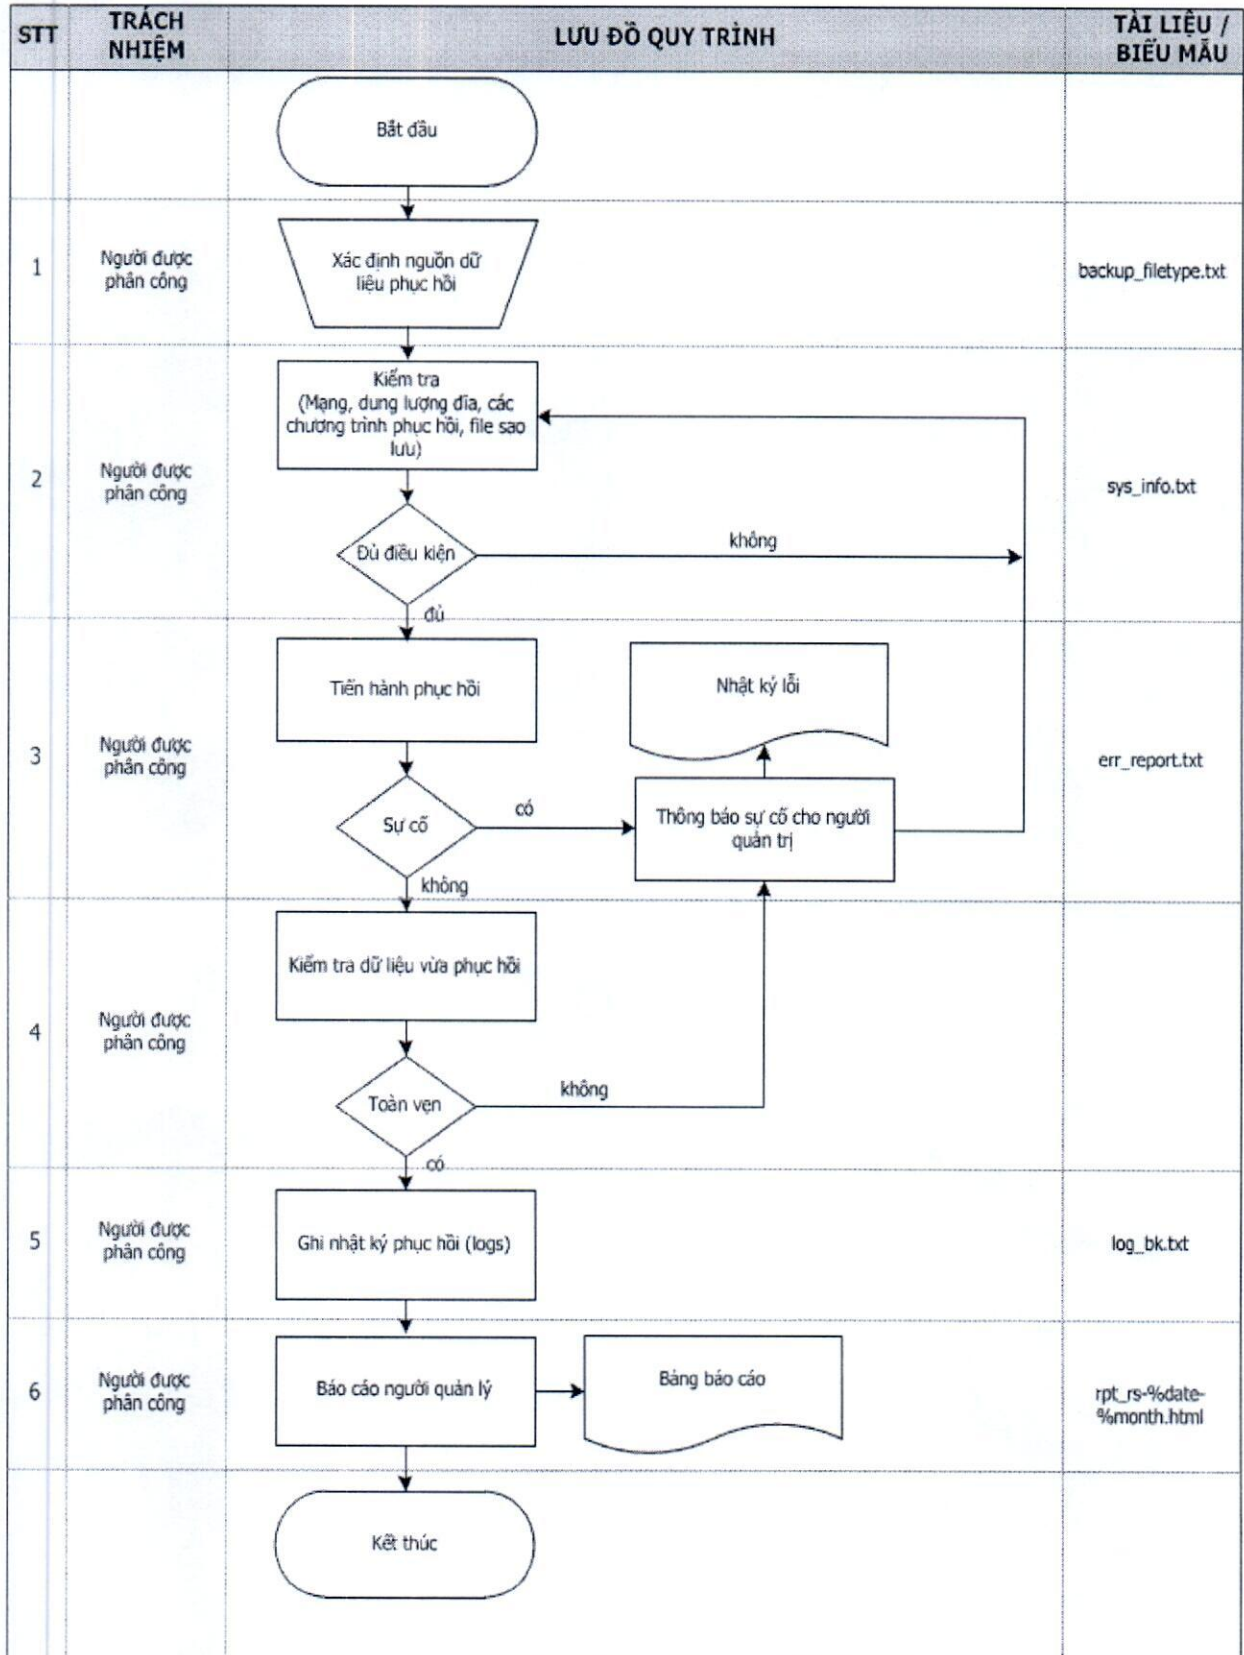 STT
TRÁCH
NHIỆM
LƯU ĐỒ QUY TRÌNH
TÀI LIỆU /
BIỂU MẪU
Bắt đầu
1
Người được
phân công
Xác định nguồn dữ
liệu phục hồi
backup_filetype.txt
2
Người được
phân công
Kiểm tra
(Mạng, dung lượng đĩa, các
chương trình phục hồi, file sao
lưu)
Đủ điều kiện
không
đủ
sys_info.txt
3
Người được
phân công
Tiến hành phục hồi
Nhật ký lỗi
Sự cố
có
Thông báo sự cố cho người
quản trị
không
err_report.txt
4
Người được
phân công
Kiểm tra dữ liệu vừa phục hồi
Toàn vẹn
không
có
5
Người được
phân công
Ghi nhật ký phục hồi (logs)
log_bk.txt
6
Người được
phân công
Báo cáo người quản lý
Bảng báo cáo
rpt_rs-%date-
%month.html
Kết thúc